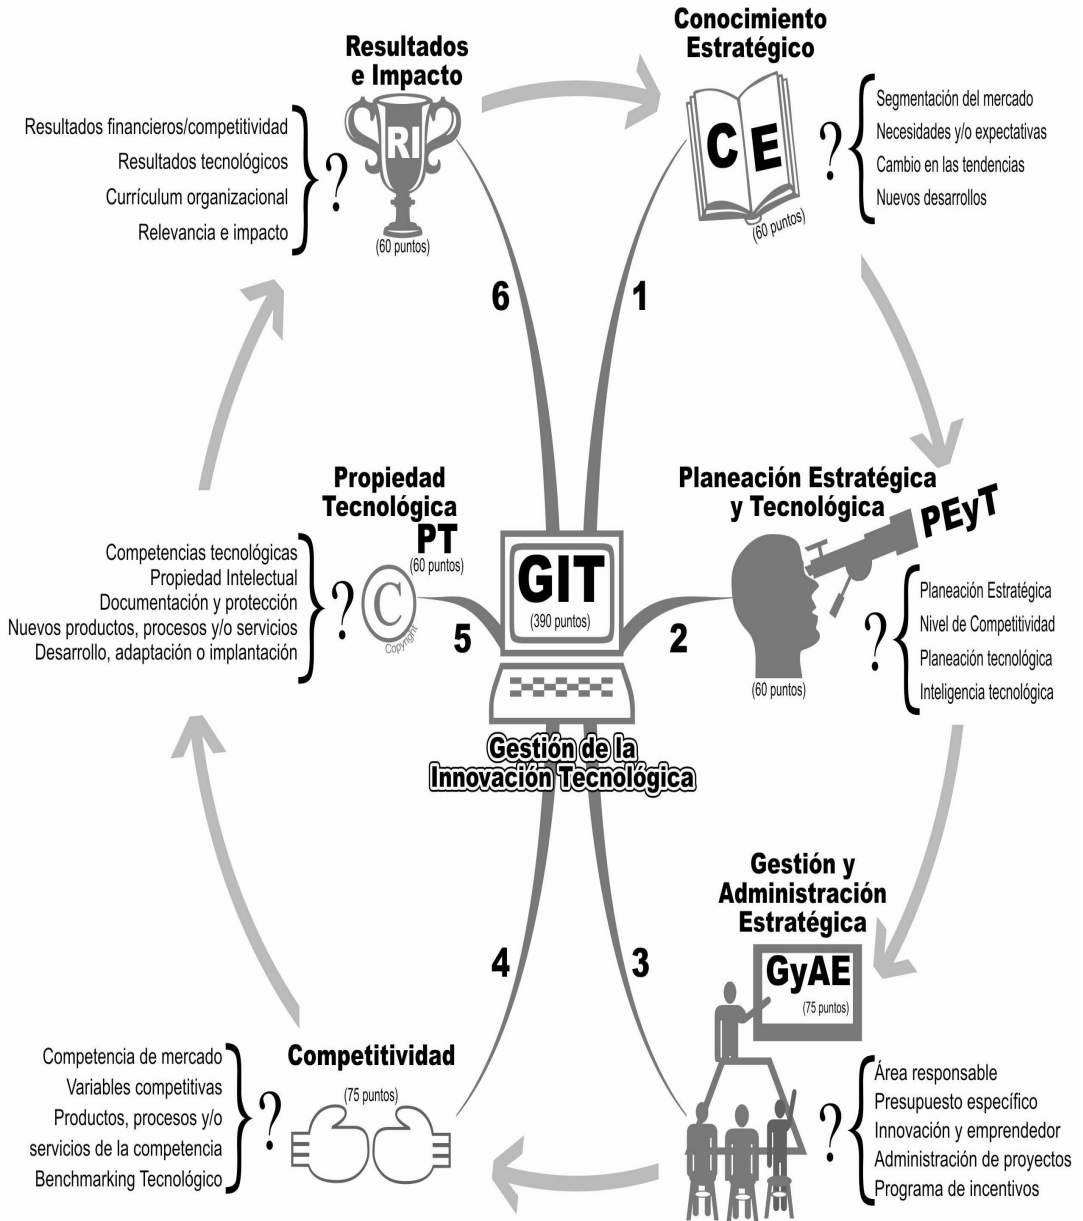 Conocimiento
Estratégico
C E
(60 puntos)
?
Segmentación del mercado
Necesidades y/o expectativas
Cambio en las tendencias
Nuevos desarrollos
1
Planeación Estratégica
y Tecnológica
PEyT
(60 puntos)
?
Planeación Estratégica
Nivel de Competitividad
Planeación tecnológica
Inteligencia tecnológica
2
Gestión y
Administración
Estratégica
GyAE
(75 puntos)
?
Área responsable
Presupuesto específico
Innovación y emprendedor
Administración de proyectos
Programa de incentivos
3
Competitividad
(75 puntos)
?
Competencia de mercado
Variables competitivas
Productos, procesos y/o
servicios de la competencia
Benchmarking Tecnológico
4
Propiedad
Tecnológica
PT
(60 puntos)
©
Copyright
?
Competencias tecnológicas
Propiedad Intelectual
Documentación y protección
Nuevos productos, procesos y/o servicios
Desarrollo, adaptación o implantación
5
Resultados
e Impacto
RI
(60 puntos)
?
Resultados financieros/competitividad
Resultados tecnológicos
Currículum organizacional
Relevancia e impacto
6
GIT
(390 puntos)
Gestión de la
Innovación Tecnológica